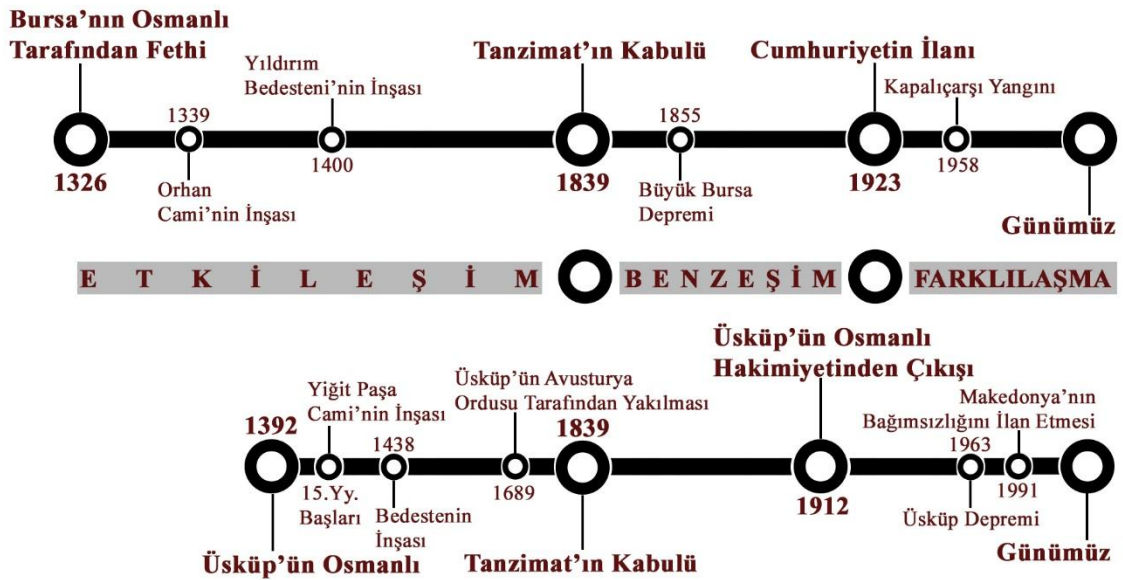 Bursa’nın Osmanlı
Tarafından Fethi
1326
1339
Orhan
Cami’nin İnşası
Yıldırım
Bedesteni’nin İnşası
1400
Tanzimat’ın Kabulü
1839
1855
Büyük Bursa
Depremi
Cumhuriyetin İlanı
1923
Kapalıçarşı Yangını
1958
Günümüz
E T K İ L E Ş İ M
B E N Z E Ş İ M
FARKLILAŞMA
1392
Üsküp’ün Osmanlı
Yiğit Paşa
Cami’nin İnşası
15.Yy.
Başları
1438
Bedestenin
İnşası
Üsküp’ün Avusturya
Ordusu Tarafından Yakılması
1689
1839
Tanzimat’ın Kabulü
Üsküp’ün Osmanlı
Hakimiyetinden Çıkışı
1912
1963
Üsküp Depremi
Makedonya’nın
Bağımsızlığını İlan Etmesi
1991
Günümüz